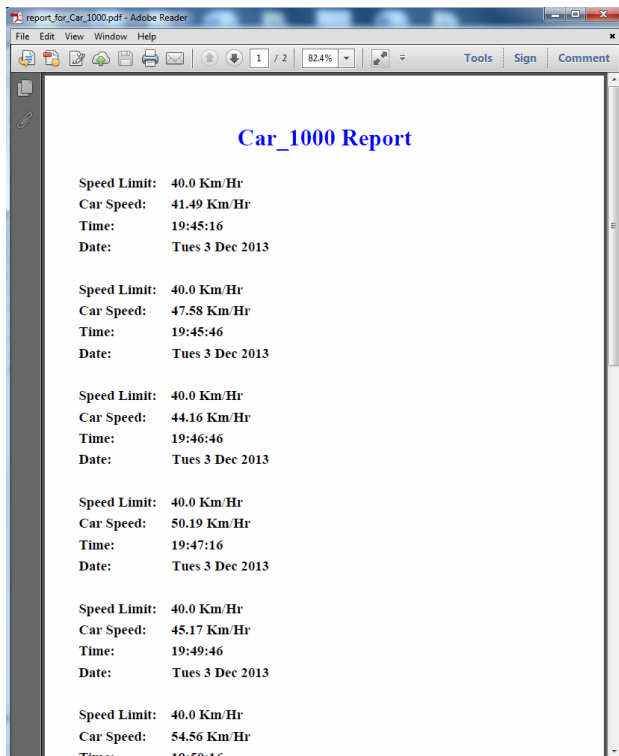 report_for_Car_1000.pdf - Adobe Reader
File Edit View Window Help
1 / 2 82.4% Tools Sign Comment
Car_1000 Report
Speed Limit: 40.0 Km/Hr
Car Speed: 41.49 Km/Hr
Time: 19:45:16
Date: Tues 3 Dec 2013
Speed Limit: 40.0 Km/Hr
Car Speed: 47.58 Km/Hr
Time: 19:45:46
Date: Tues 3 Dec 2013
Speed Limit: 40.0 Km/Hr
Car Speed: 44.16 Km/Hr
Time: 19:46:46
Date: Tues 3 Dec 2013
Speed Limit: 40.0 Km/Hr
Car Speed: 50.19 Km/Hr
Time: 19:47:16
Date: Tues 3 Dec 2013
Speed Limit: 40.0 Km/Hr
Car Speed: 45.17 Km/Hr
Time: 19:49:46
Date: Tues 3 Dec 2013
Speed Limit: 40.0 Km/Hr
Car Speed: 54.56 Km/Hr
Time: 19:50:16